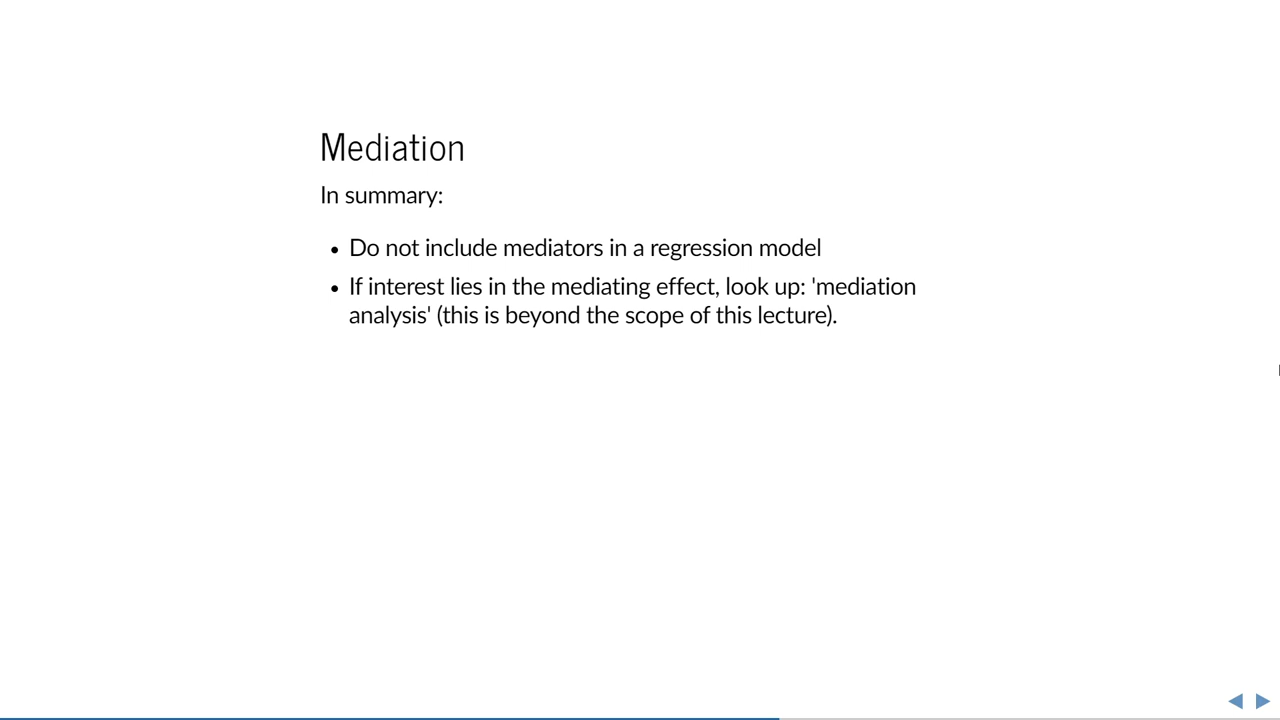 Mediation
In summary:
• Do not include mediators in a regression model
• If interest lies in the mediating effect, look up: 'mediation
analysis' (this is beyond the scope of this lecture).